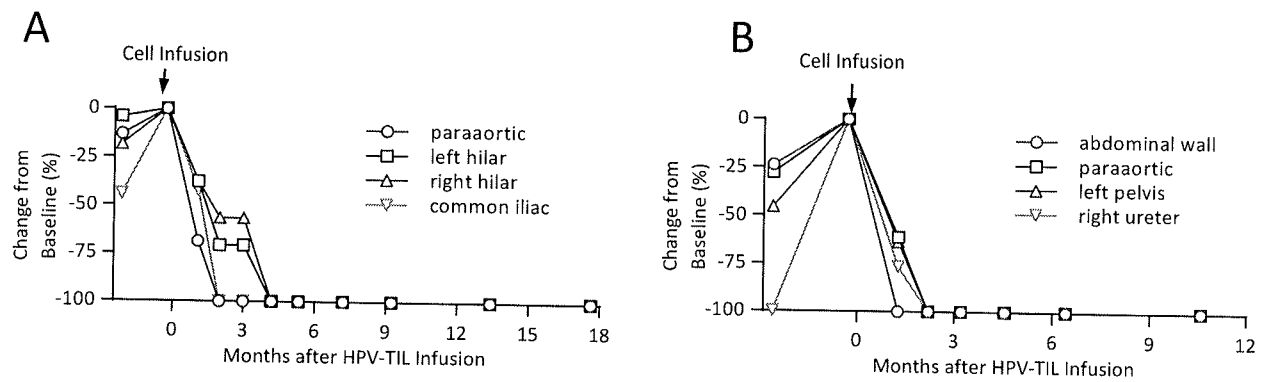 A
Cell Infusion
0
-25
-50
-75
-100
Change from
Baseline (%)
paraaortic
left hilar
right hilar
common iliac
0 3 6 9 12 15 18
Months after HPV-TIL Infusion
B
Cell Infusion
0
-25
-50
-75
-100
Change from
Baseline (%)
abdominal wall
paraaortic
left pelvis
right ureter
0 3 6 9 12
Months after HPV-TIL Infusion